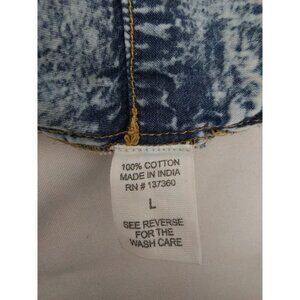 100% COTTON
MADE IN INDIA
RN # 137360
L
SEE REVERSE
FOR THE
WASH CARE